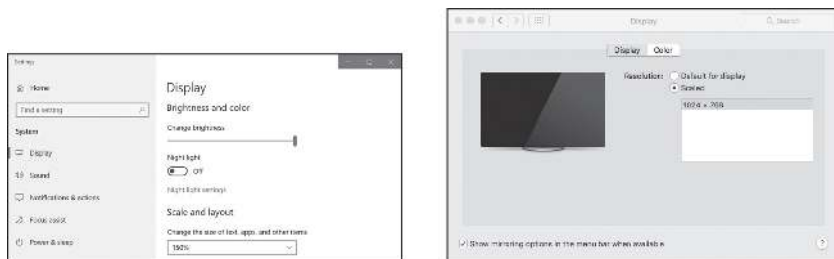 Settings
Home
Find a setting
System
Display
Sound
Notifications & actions
Focus assist
Power & sleep
Display
Brightness and color
Change brightness
Night light
Off
Night light settings
Scale and layout
Change the size of text, apps, and other items
150%
Display
Search
Display Color
Resolution: Default for display
Scaled
1024 × 768
Show mirroring options in the menu bar when available
?